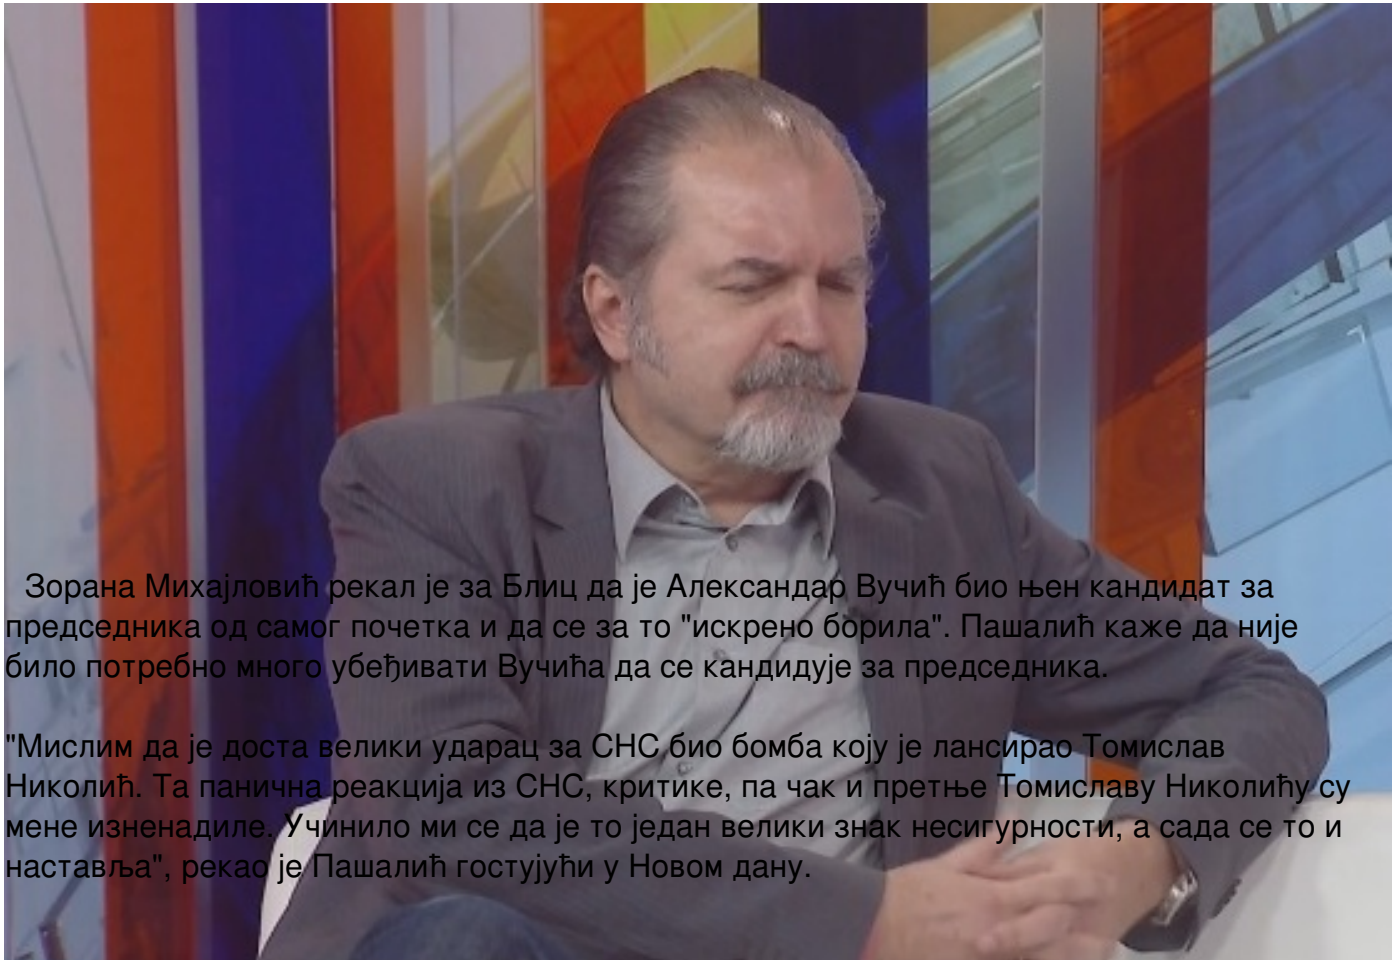 Зорана Михајловић рекал је за Блиц да је Александар Вучић био њен кандидат за
председника од самог почетка и да се за то "искрено борила". Пашалић каже да није
било потребно много убеђивати Вучића да се кандидује за председника.
"Мислим да је доста велики ударац за СНС био бомба коју је лансирао Томислав
Николић. Та панична реакција из СНС, критике, па чак и претње Томиславу Николићу су
мене изненадиле. Учинило ми се да је то један велики знак несигурности, а сада се то и
наставља", рекао је Пашалић гостујући у Новом дану.